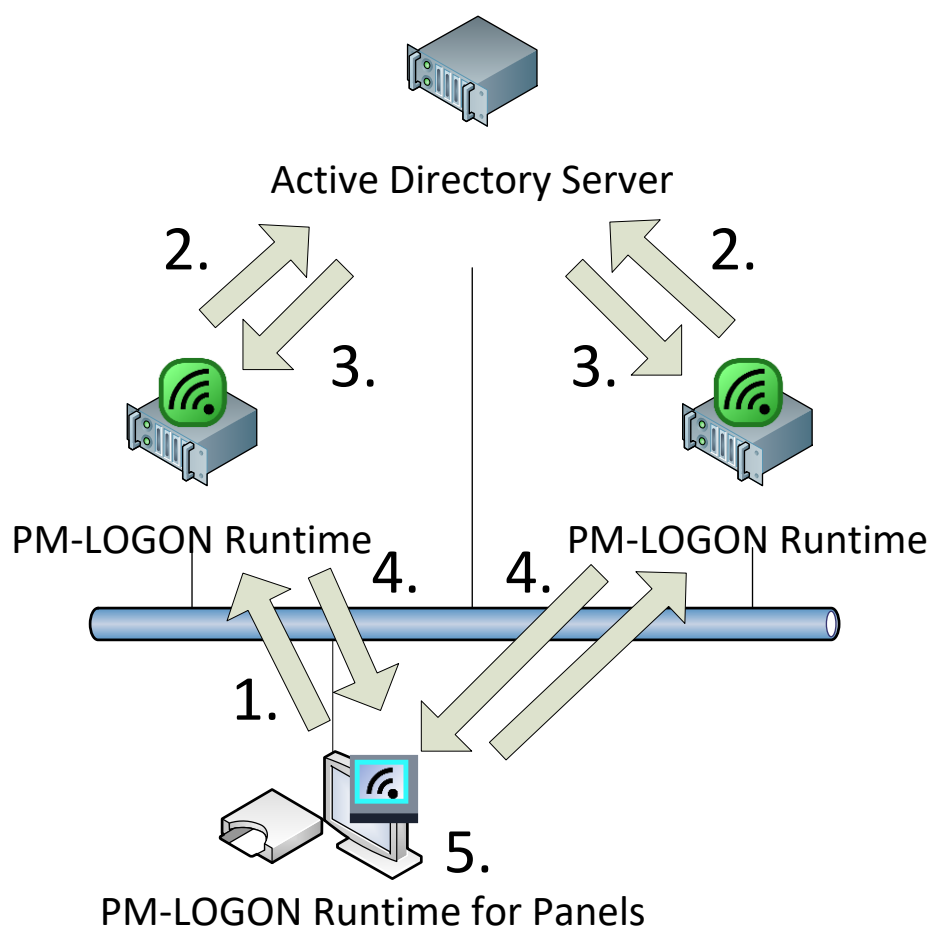 Active Directory Server
2.
2.
3.
3.
PM-LOGON Runtime
PM-LOGON Runtime
4.
4.
1.
5.
PM-LOGON Runtime for Panels